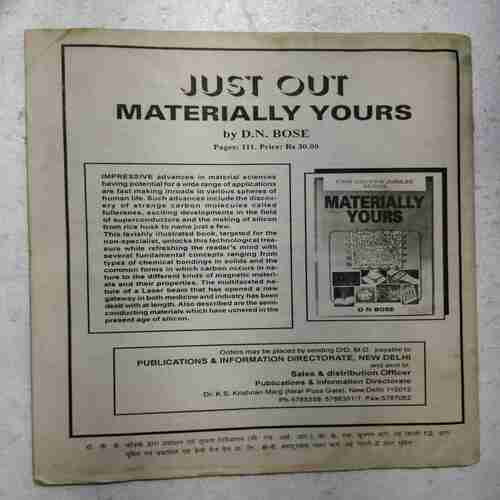 JUST OUT
MATERIALLY YOURS
by D.N. BOSE
Pages: 111, Price: Rs 30.00
IMPRESSIVE advances in material sciences
having potential for a wide range of applications
are fast making inroads in various spheres of
human life. Such advances include the discov-
ery of strange carbon molecules called
fullerenes, exciting developments in the field
of superconductors and the making of silicon
from rice husk to name just a few.
This lavishly illustrated book, targeted for the
non-specialist, unlocks this technological trea-
sure while refreshing the reader's mind with
several fundamental concepts ranging from
types of chemical bondings in solids and the
common forms in which carbon occurs in na-
ture to the different kinds of magnetic materi-
als and their properties. The multifaceted na-
ture of a Laser beam that has opened a new
gateway in both medicine and industry has been
dealt with at length. Also described are the semi-
conducting materials which have ushered in the
present age of silicon.
MATERIALLY
YOURS
D N BOSE
Orders may be placed by sending D/D, M.O. payable to
PUBLICATIONS & INFORMATION DIRECTORATE, NEW DELHI
and sent to:
Sales & distribution Officer
Publications & Information Directorate
Dr. K.S. Krishnan Marg (Near Pusa Gate), New Delhi 110012